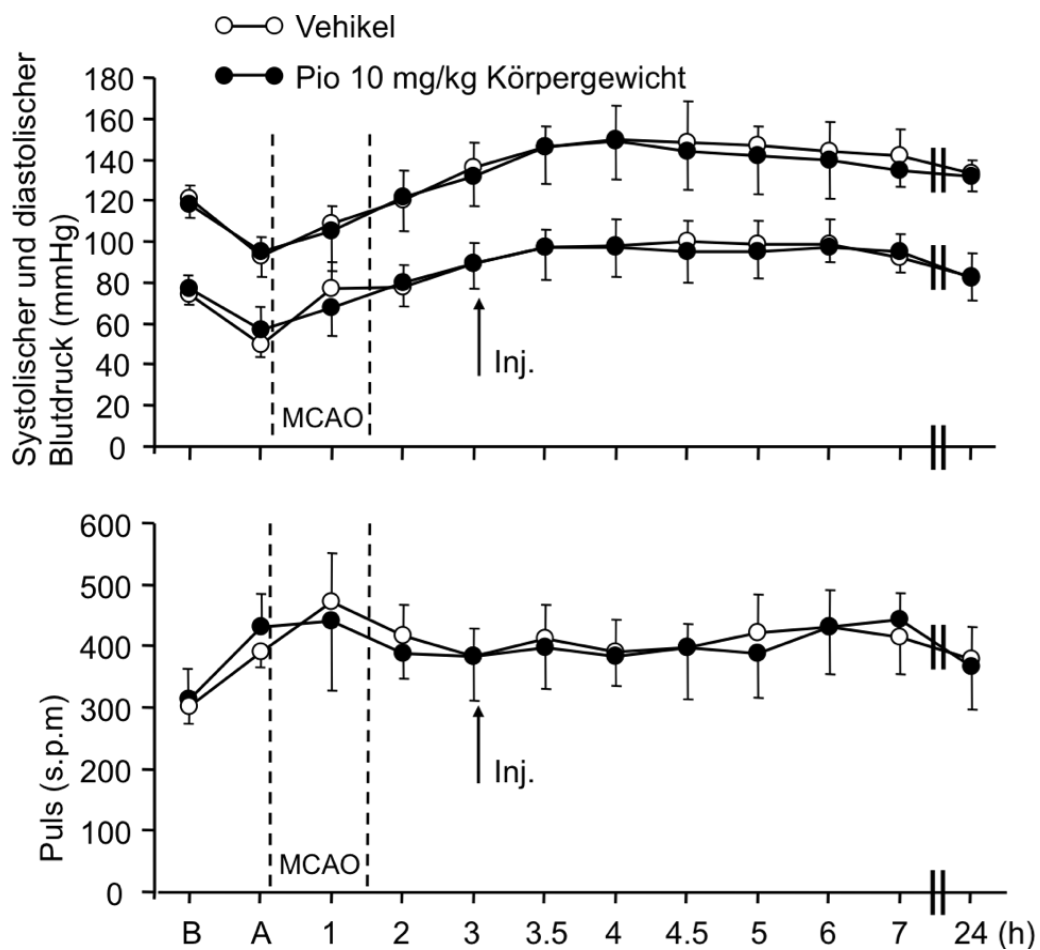 Vehikel
Pio 10 mg/kg Körpergewicht
Systolischer und diastolischer
Blutdruck (mmHg)
180
160
140
120
100
80
60
40
20
0
Inj.
MCAO
Puls (s.p.m)
600
500
400
300
200
100
0
Inj.
MCAO
B A 1 2 3 3.5 4 4.5 5 6 7 24 (h)